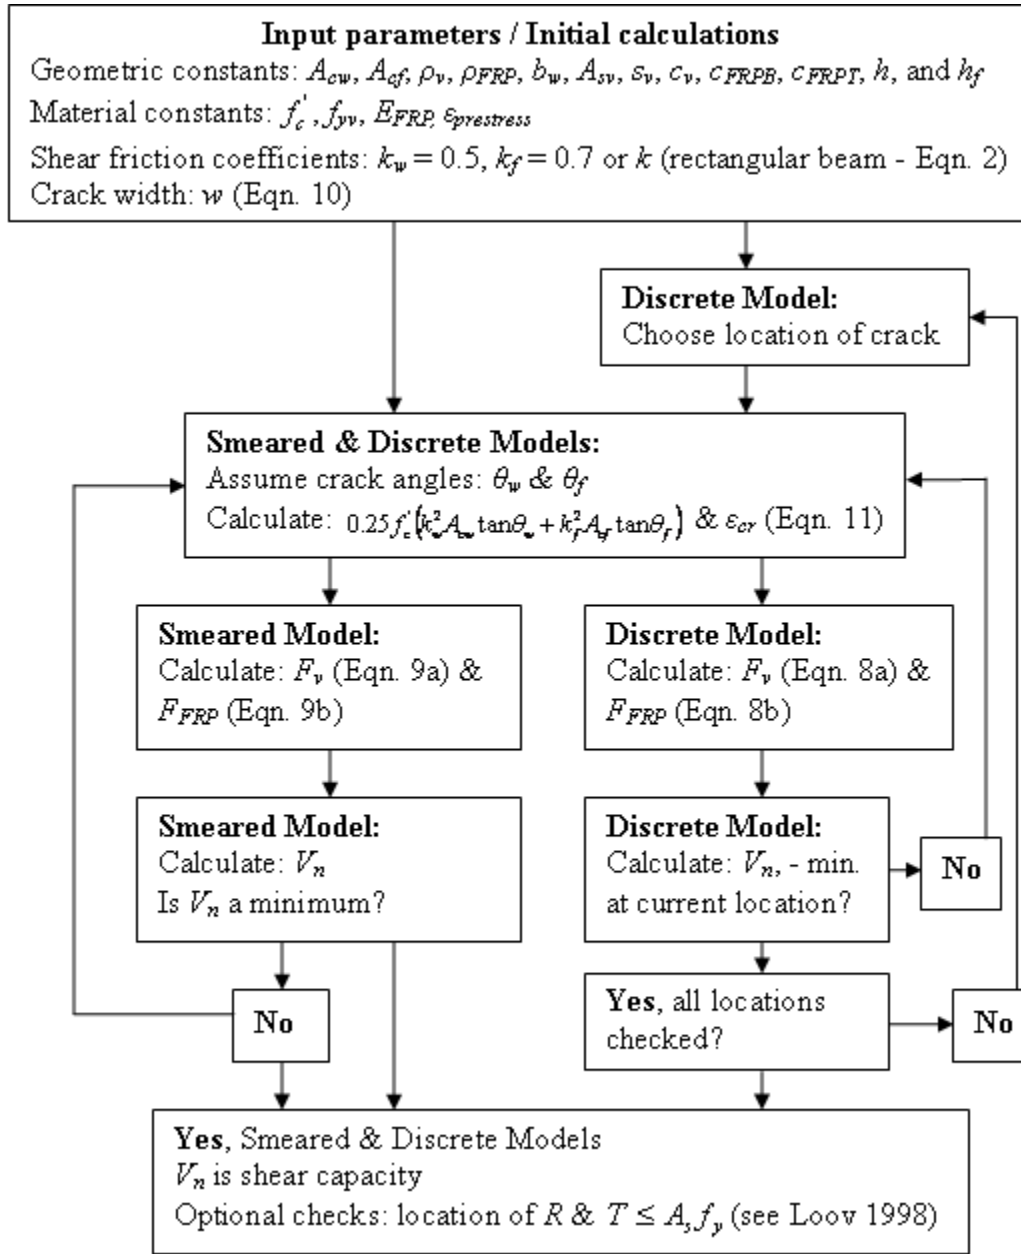 Input parameters / Initial calculations
Geometric constants: A_cw, A_cf, ρ_v, ρ_FRP, b_w, A_sv, s_v, c_v, c_FRPB, c_FRPT, h, and h_f
Material constants: f_c', f_yv, E_FRP, ε_prestress
Shear friction coefficients: k_w = 0.5, k_f = 0.7 or k (rectangular beam - Eqn. 2)
Crack width: w (Eqn. 10)
Discrete Model:
Choose location of crack
Smeared & Discrete Models:
Assume crack angles: θ_w & θ_f
Calculate: 0.25f_c'(k_w^2 A_cw tanθ_w + k_f^2 A_cf tanθ_f) & ε_cr (Eqn. 11)
Smeared Model:
Calculate: F_v (Eqn. 9a) &
F_FRP (Eqn. 9b)
Discrete Model:
Calculate: F_v (Eqn. 8a) &
F_FRP (Eqn. 8b)
Smeared Model:
Calculate: V_n
Is V_n a minimum?
Discrete Model:
Calculate: V_n, - min.
at current location?
No
No
Yes, all locations
checked?
No
Yes, Smeared & Discrete Models
V_n is shear capacity
Optional checks: location of R & T ≤ A_s f_y (see Loov 1998)